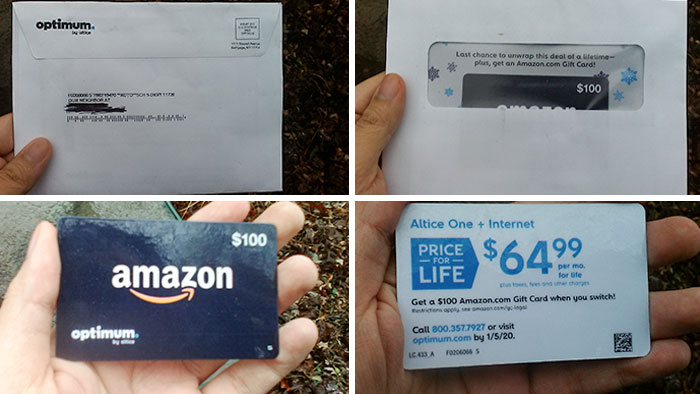 optimum.
by altice
OUR NEIGHBOR AT
Last chance to unwrap this deal of a lifetime—
plus, get an Amazon.com Gift Card!
$100
amazon
$100
amazon
optimum.
by altice
Altice One + Internet
PRICE
FOR
LIFE
$64.99
per mo.
for life
plus taxes, fees and other charges
Get a $100 Amazon.com Gift Card when you switch!
Restrictions apply, see amazon.com/gc-legal
Call 800.357.7927 or visit
optimum.com by 1/5/20.
LC_433_A F0206066 S